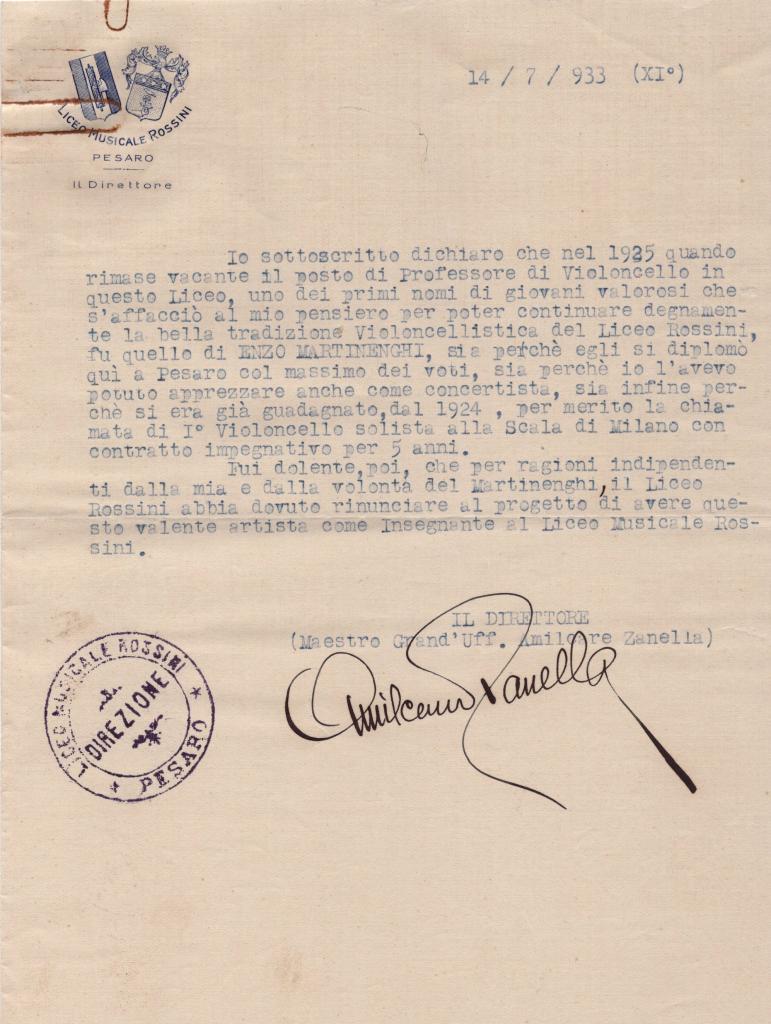 14 / 7 / 933 (XI°)
LICEO MUSICALE ROSSINI
PESARO
Il Direttore
Io sottoscritto dichiaro che nel 1925 quando
rimase vacante il posto di Professore di Violoncello in
questo Liceo, uno dei primi nomi di giovani valorosi che
s'affacciò al mio pensiero per poter continuare degnamen-
te la bella tradizione Violoncellistica del Liceo Rossini,
fu quello di ENZO MARTINENGHI, sia perchè egli si diplomò
quì a Pesaro col massimo dei voti, sia perchè io l'avevo
potuto apprezzare anche come concertista, sia infine per-
chè si era già guadagnato,dal 1924 , per merito la chia-
mata di I° Violoncello solista alla Scala di Milano con
contratto impegnativo per 5 anni.
Fui dolente,poi, che per ragioni indipenden-
ti dalla mia e dalla volontà del Martinenghi,il Liceo
Rossini abbia dovuto rinunciare al progetto di avere que-
sto valente artista come Insegnante al Liceo Musicale Ros-
sini.
IL DIRETTORE
(Maestro Grand'Uff. Amilcare Zanella)
Amilcare Zanella
LICEO MUSICALE ROSSINI
DIREZIONE
* PESARO *